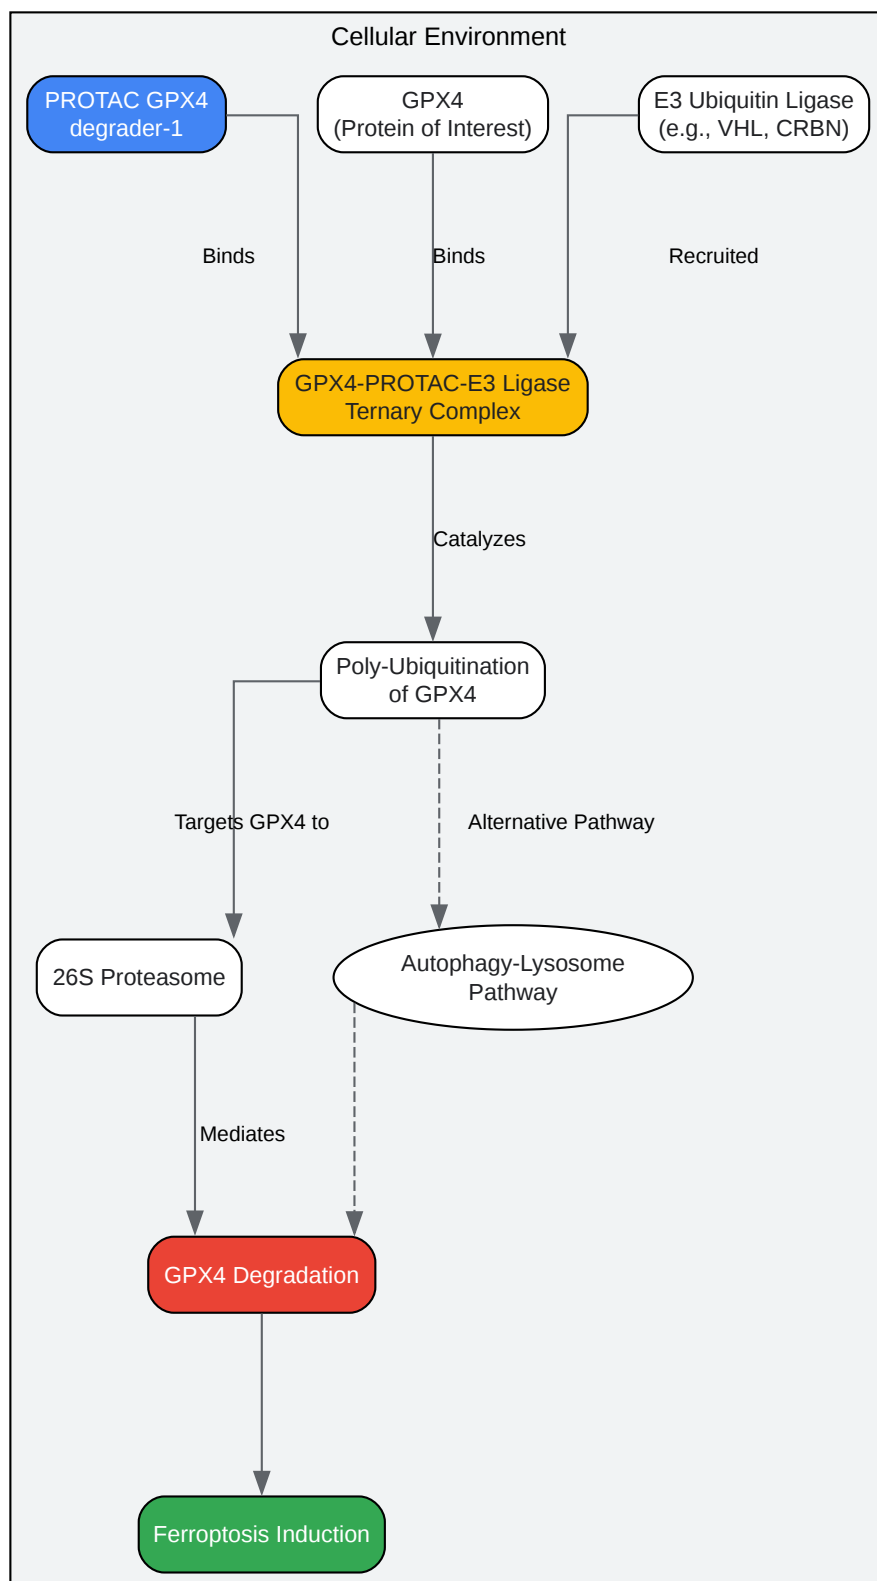 Cellular Environment
PROTAC GPX4
degrader-1
GPX4
(Protein of Interest)
E3 Ubiquitin Ligase
(e.g., VHL, CRBN)
Binds
Binds
Recruited
GPX4-PROTAC-E3 Ligase
Ternary Complex
Catalyzes
Poly-Ubiquitination
of GPX4
Targets GPX4 to
Alternative Pathway
26S Proteasome
Autophagy-Lysosome
Pathway
Mediates
GPX4 Degradation
Ferroptosis Induction